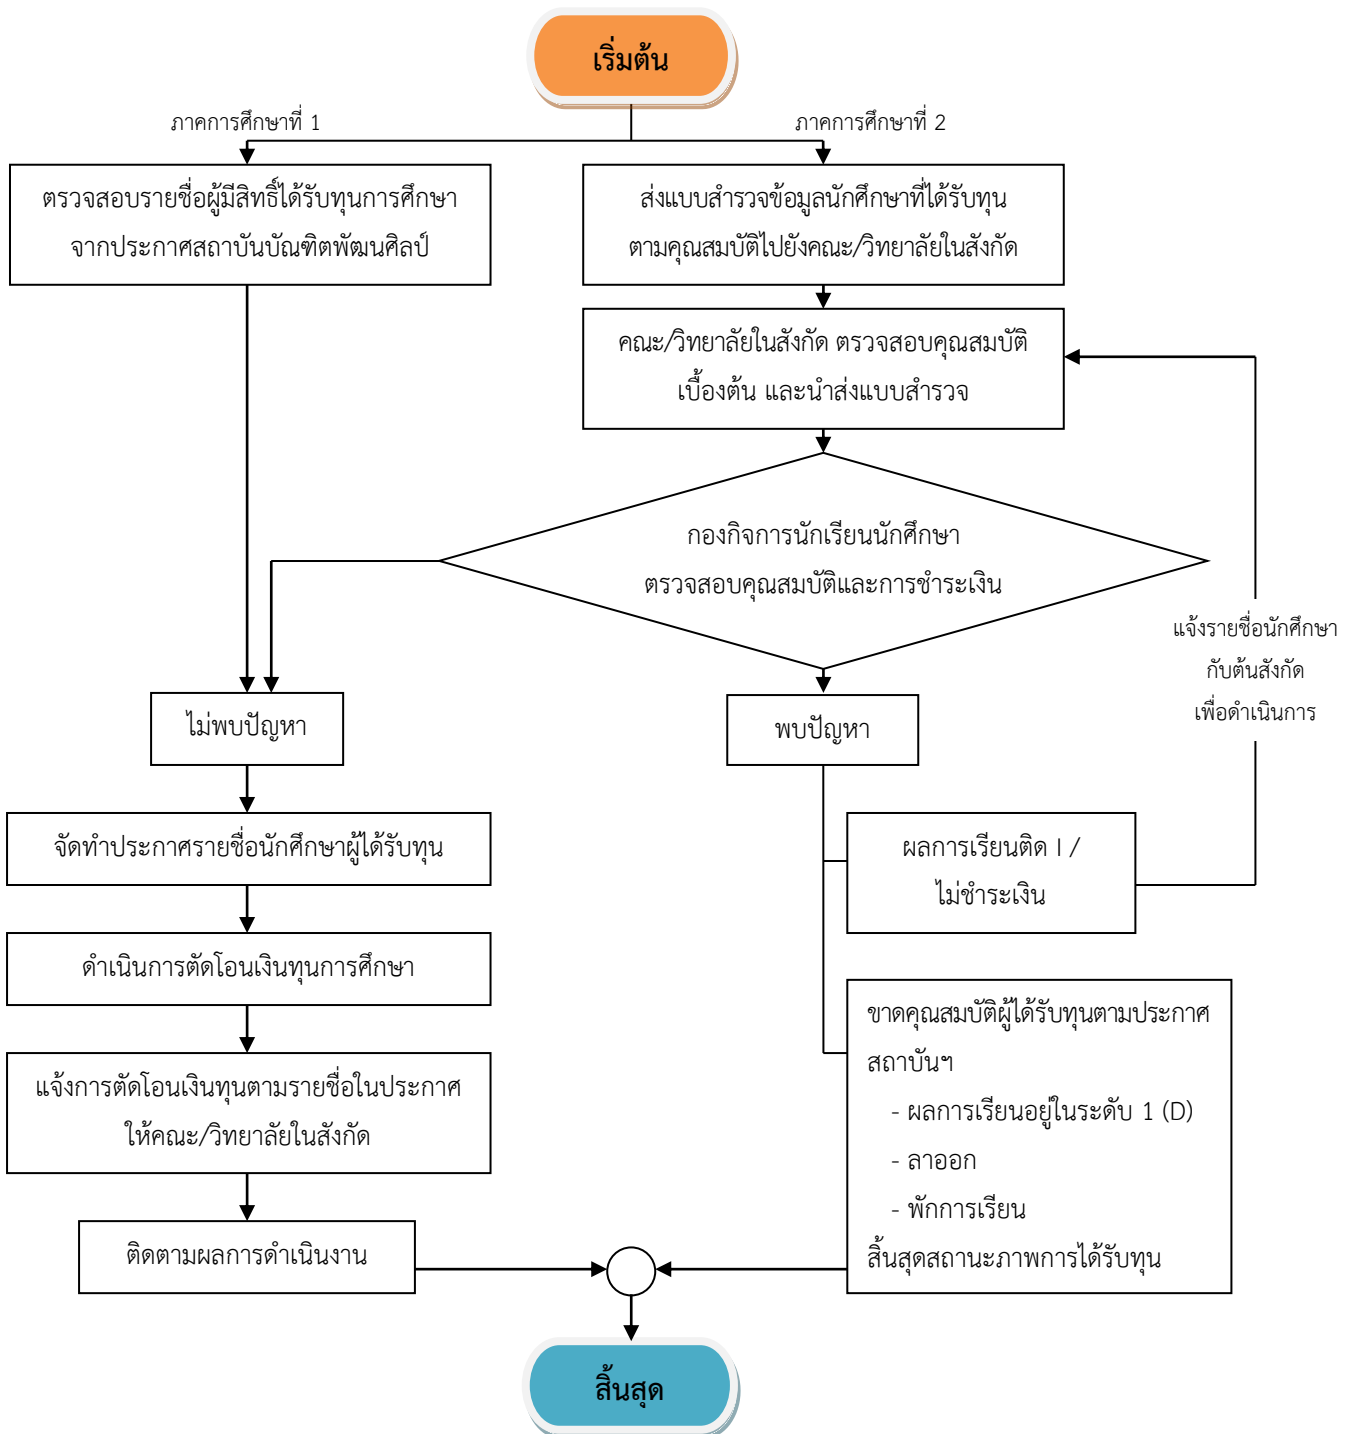 เริ่มต้น
ภาคการศึกษาที่ 1
ภาคการศึกษาที่ 2
ตรวจสอบรายชื่อผู้มีสิทธิ์ได้รับทุนการศึกษา
จากประกาศสถาบันบัณฑิตพัฒนศิลป์
ส่งแบบสำรวจข้อมูลนักศึกษาที่ได้รับทุน
ตามคุณสมบัติไปยังคณะ/วิทยาลัยในสังกัด
คณะ/วิทยาลัยในสังกัด ตรวจสอบคุณสมบัติ
เบื้องต้น และนำส่งแบบสำรวจ
กองกิจการนักเรียนนักศึกษา
ตรวจสอบคุณสมบัติและการชำระเงิน
แจ้งรายชื่อนักศึกษา
กับต้นสังกัด
เพื่อดำเนินการ
ไม่พบปัญหา
พบปัญหา
จัดทำประกาศรายชื่อนักศึกษาผู้ได้รับทุน
ผลการเรียนติด I /
ไม่ชำระเงิน
ดำเนินการตัดโอนเงินทุนการศึกษา
แจ้งการตัดโอนเงินทุนตามรายชื่อในประกาศ
ให้คณะ/วิทยาลัยในสังกัด
ขาดคุณสมบัติผู้ได้รับทุนตามประกาศ
สถาบันฯ
- ผลการเรียนอยู่ในระดับ 1 (D)
- ลาออก
- พักการเรียน
สิ้นสุดสถานะภาพการได้รับทุน
ติดตามผลการดำเนินงาน
สิ้นสุด